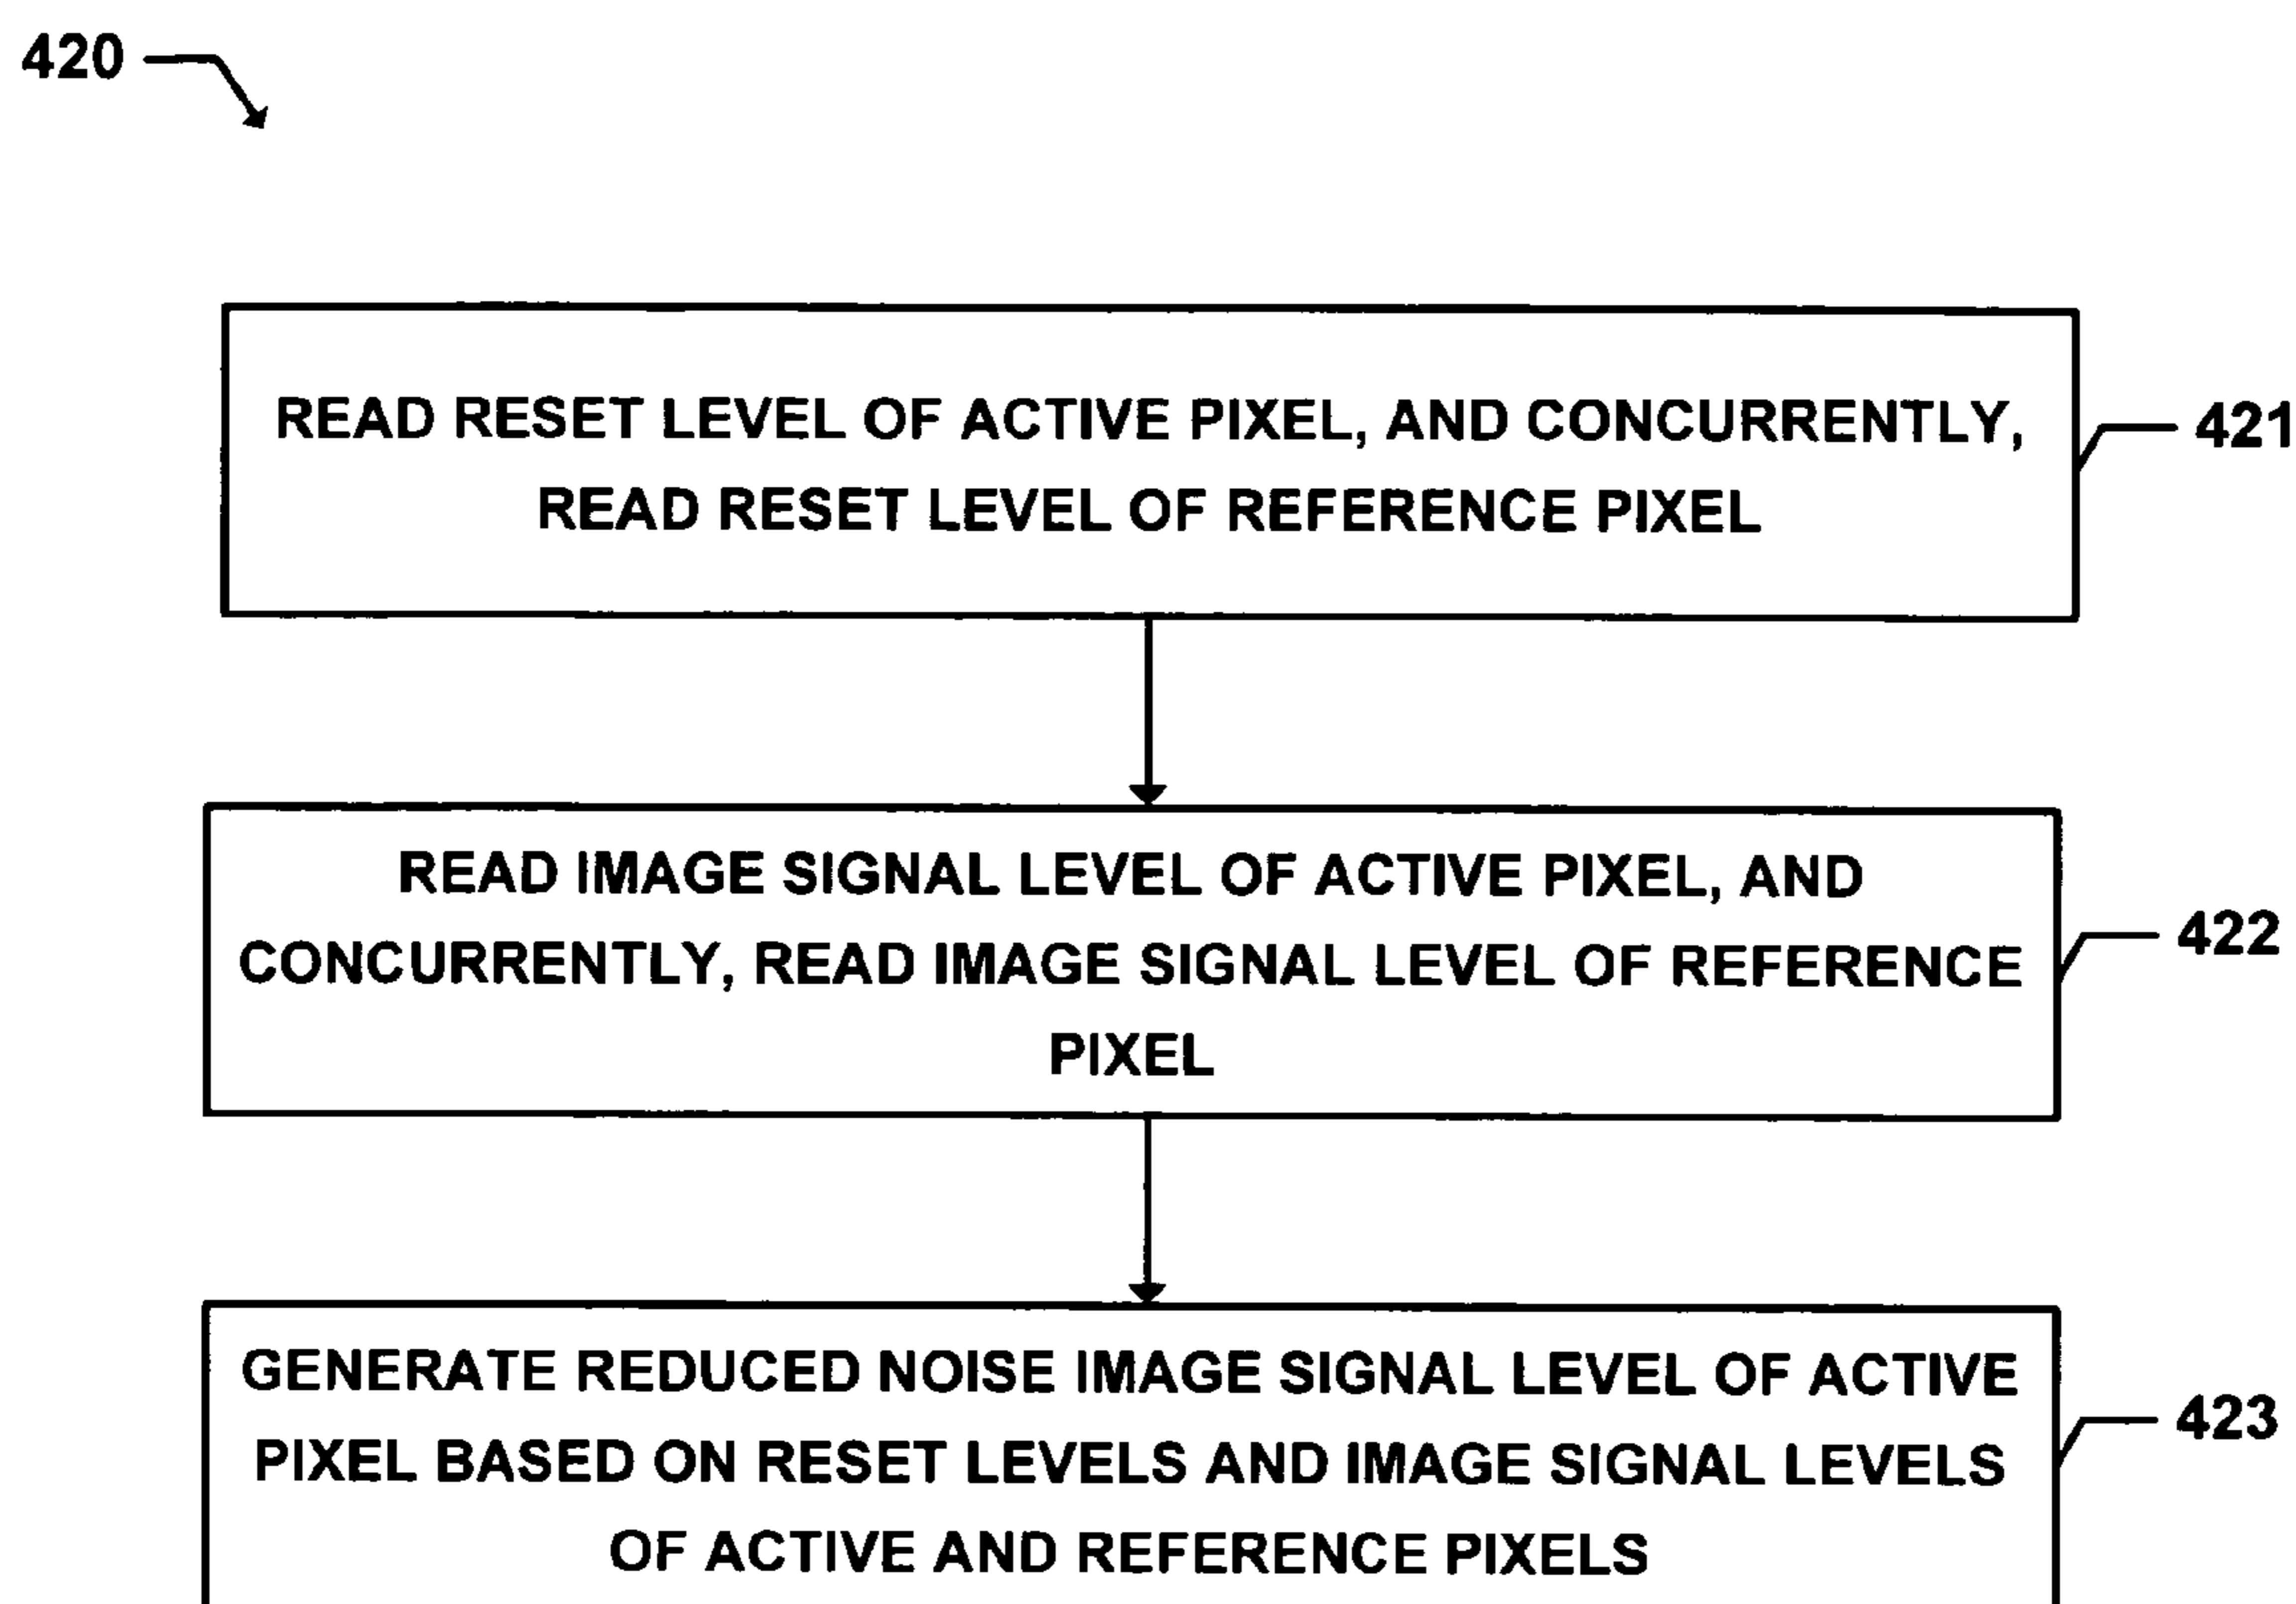 420
READ RESET LEVEL OF ACTIVE PIXEL, AND CONCURRENTLY,
READ RESET LEVEL OF REFERENCE PIXEL
421
READ IMAGE SIGNAL LEVEL OF ACTIVE PIXEL, AND
CONCURRENTLY, READ IMAGE SIGNAL LEVEL OF REFERENCE
PIXEL
422
GENERATE REDUCED NOISE IMAGE SIGNAL LEVEL OF ACTIVE
PIXEL BASED ON RESET LEVELS AND IMAGE SIGNAL LEVELS
OF ACTIVE AND REFERENCE PIXELS
423